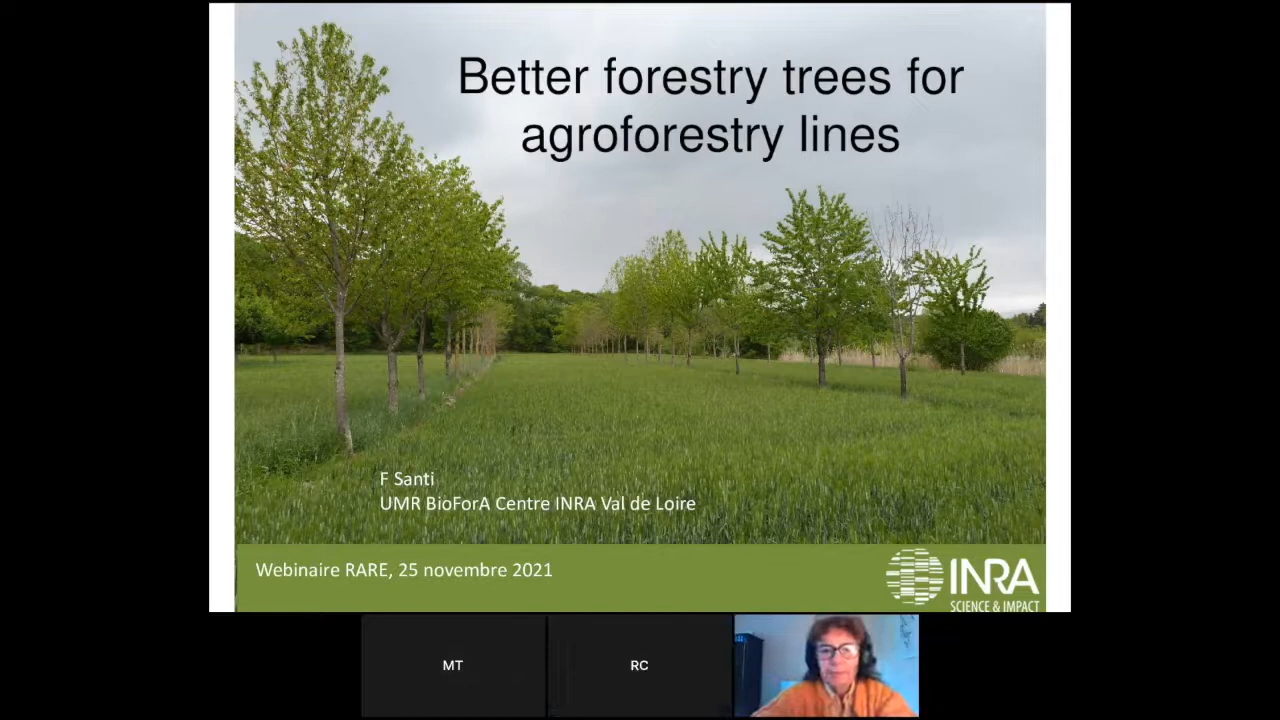 Better forestry trees for
agroforestry lines
F Santi
UMR BioForA Centre INRA Val de Loire
Webinaire RARE, 25 novembre 2021
INRA
SCIENCE & IMPACT
MT
RC